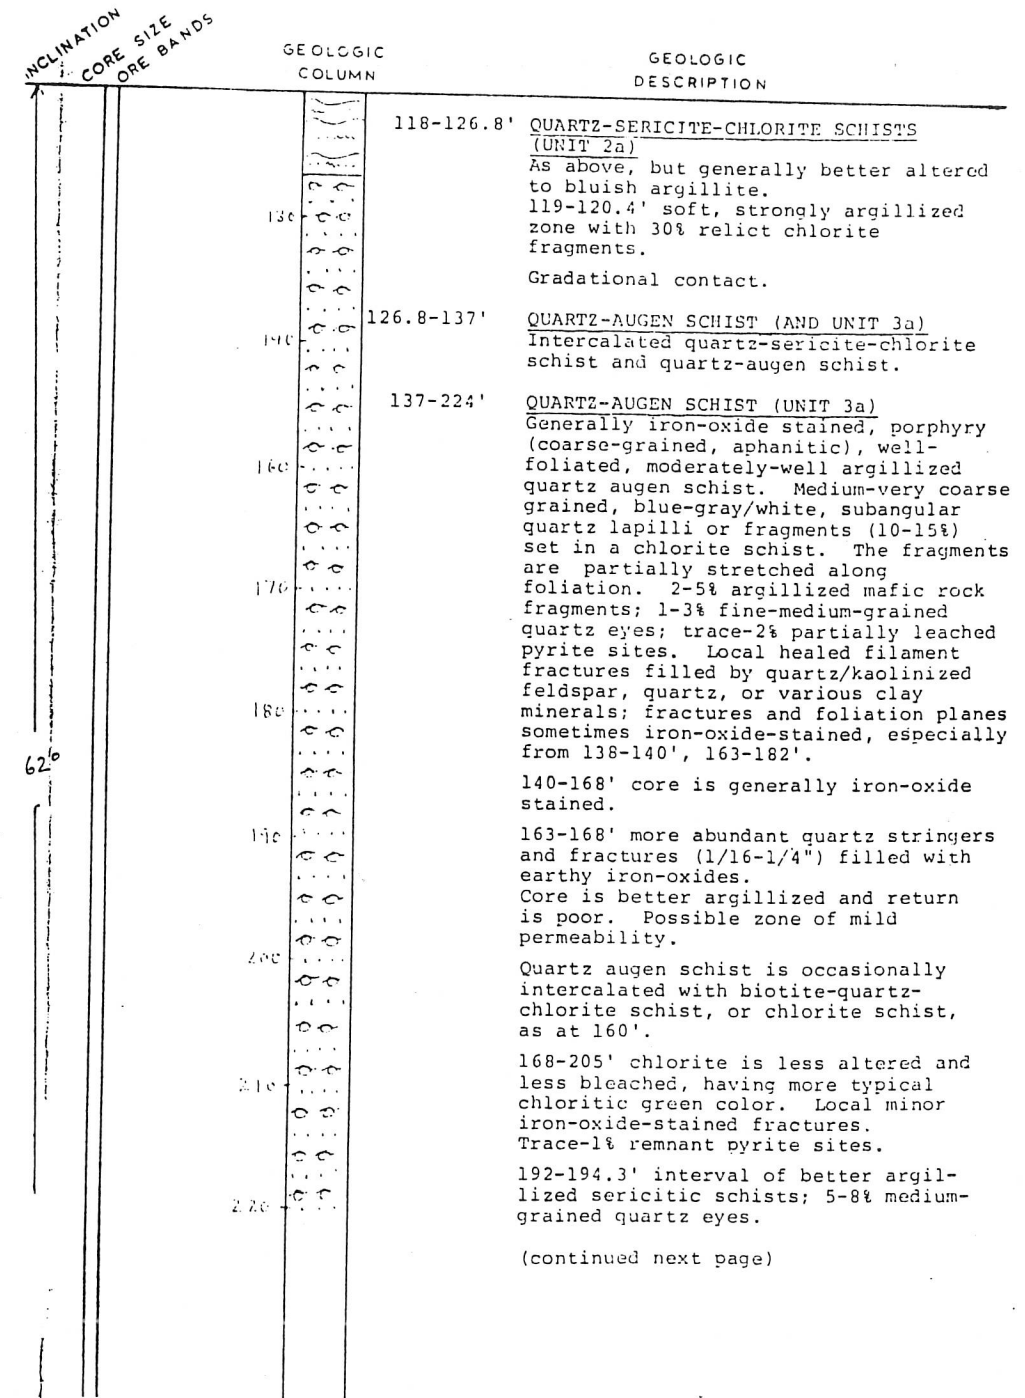 INCLINATION
CORE SIZE
ORE BANDS
GEOLOGIC
COLUMN
GEOLOGIC
DESCRIPTION
118-126.8' QUARTZ-SERICITE-CHLORITE SCHISTS
(UNIT 2a)
As above, but generally better altered
to bluish argillite.
119-120.4' soft, strongly argillized
zone with 30% relict chlorite
fragments.
Gradational contact.
126.8-137' QUARTZ-AUGEN SCHIST (AND UNIT 3a)
Intercalated quartz-sericite-chlorite
schist and quartz-augen schist.
137-224' QUARTZ-AUGEN SCHIST (UNIT 3a)
Generally iron-oxide stained, porphyry
(coarse-grained, aphanitic), well-
foliated, moderately-well argillized
quartz augen schist. Medium-very coarse
grained, blue-gray/white, subangular
quartz lapilli or fragments (10-15%)
set in a chlorite schist. The fragments
are partially stretched along
foliation. 2-5% argillized mafic rock
fragments; 1-3% fine-medium-grained
quartz eyes; trace-2% partially leached
pyrite sites. Local healed filament
fractures filled by quartz/kaolinized
feldspar, quartz, or various clay
minerals; fractures and foliation planes
sometimes iron-oxide-stained, especially
from 138-140', 163-182'.
140-168' core is generally iron-oxide
stained.
163-168' more abundant quartz stringers
and fractures (1/16-1/4") filled with
earthy iron-oxides.
Core is better argillized and return
is poor. Possible zone of mild
permeability.
Quartz augen schist is occasionally
intercalated with biotite-quartz-
chlorite schist, or chlorite schist,
as at 160'.
168-205' chlorite is less altered and
less bleached, having more typical
chloritic green color. Local minor
iron-oxide-stained fractures.
Trace-1% remnant pyrite sites.
192-194.3' interval of better argil-
lized sericitic schists; 5-8% medium-
grained quartz eyes.
(continued next page)
130
140
160
170
180
190
200
210
220